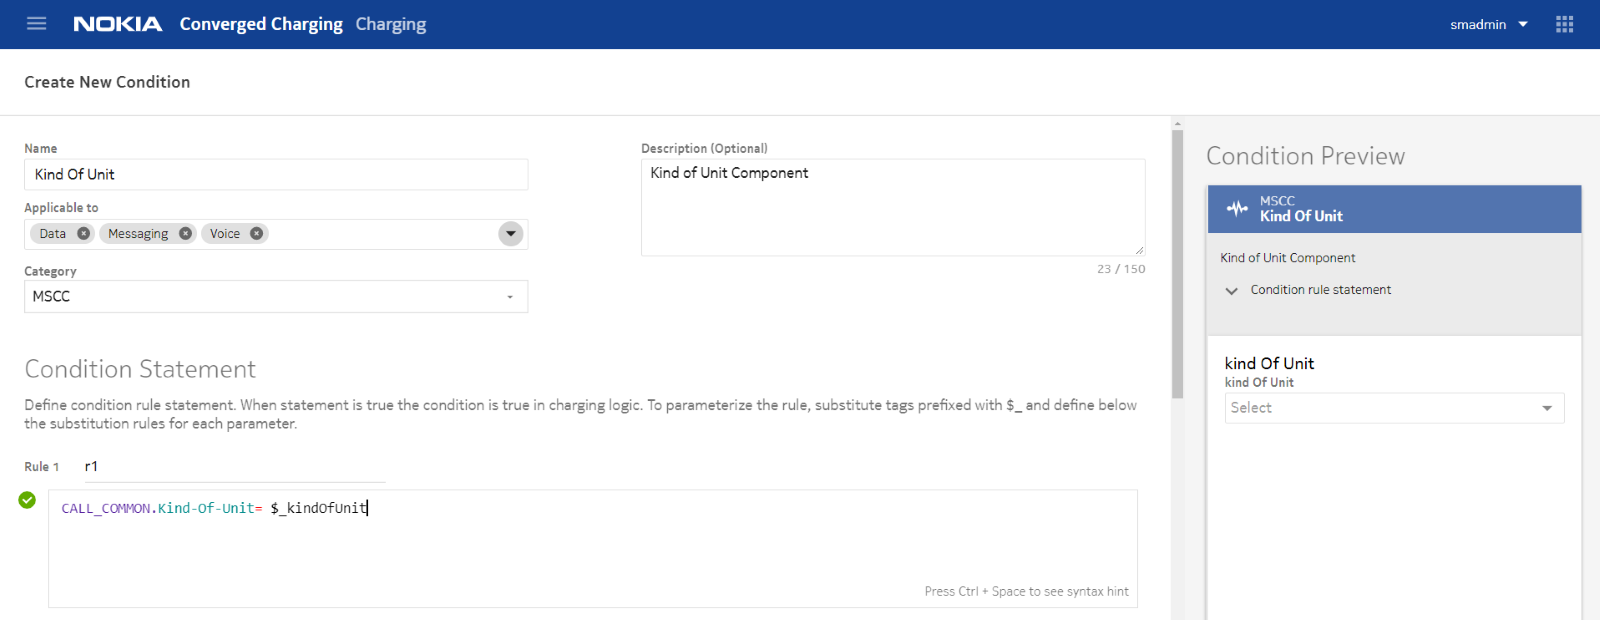 NOKIA Converged Charging Charging smadmin
Create New Condition
Name
Kind Of Unit
Applicable to
Data Messaging Voice
Category
MSCC
Description (Optional)
Kind of Unit Component
23 / 150
Condition Statement
Define condition rule statement. When statement is true the condition is true in charging logic. To parameterize the rule, substitute tags prefixed with $_ and define below
the substitution rules for each parameter.
Rule 1 r1
CALL_COMMON.Kind-Of-Unit= $_kindOfUnit
Press Ctrl + Space to see syntax hint
Condition Preview
MSCC
Kind Of Unit
Kind of Unit Component
Condition rule statement
kind Of Unit
kind Of Unit
Select